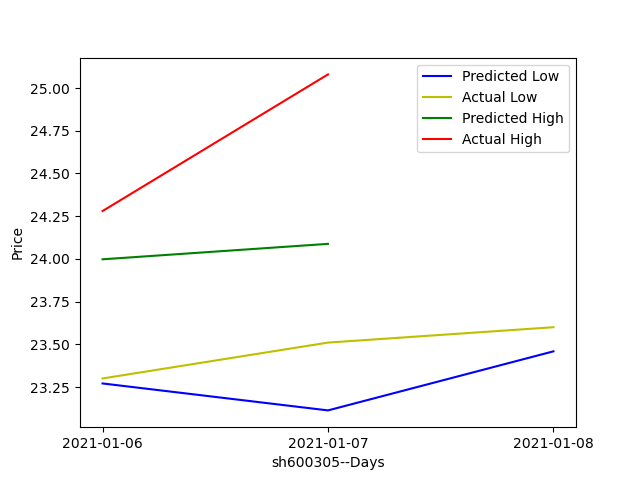 Predicted Low
Actual Low
Predicted High
Actual High
25.00
24.75
24.50
24.25
24.00
23.75
23.50
23.25
Price
2021-01-06
2021-01-07
2021-01-08
sh600305--Days